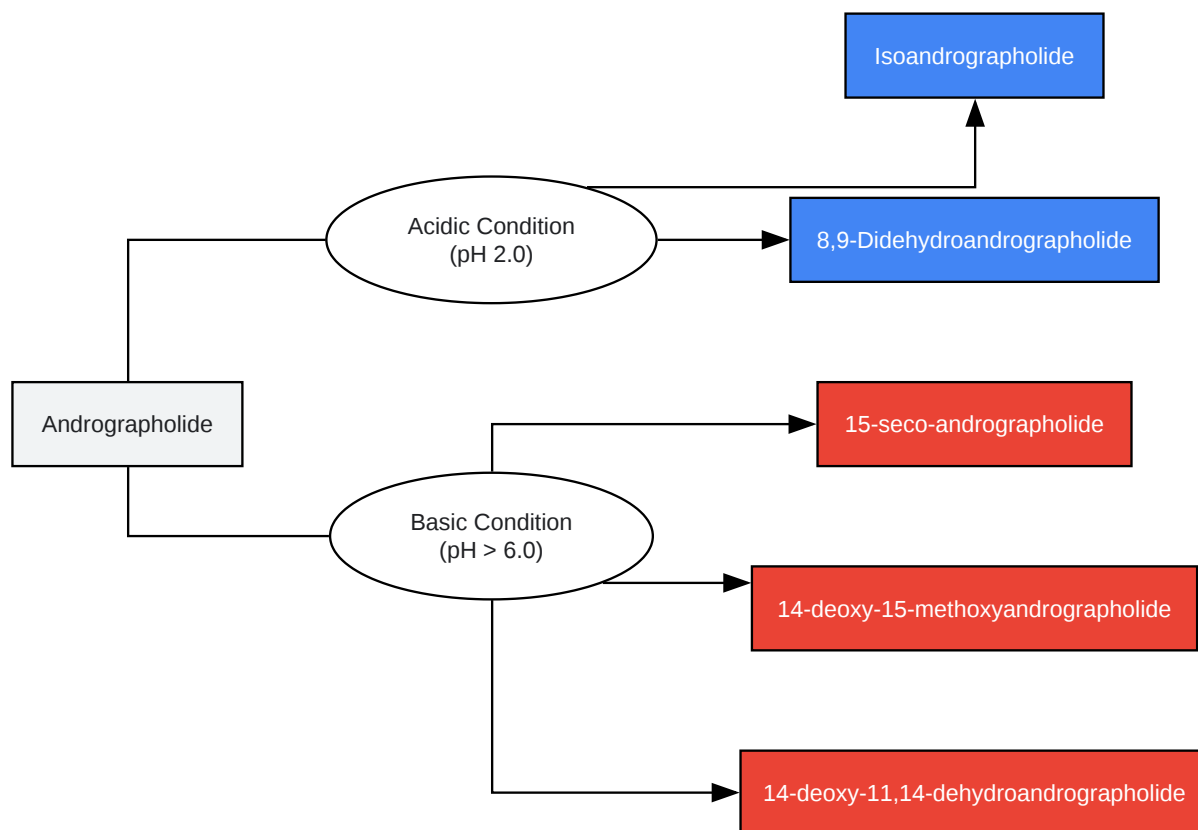 Isoandrographolide
Acidic Condition
(pH 2.0)
8,9-Didehydroandrographolide
Andrographolide
15-seco-andrographolide
Basic Condition
(pH > 6.0)
14-deoxy-15-methoxyandrographolide
14-deoxy-11,14-dehydroandrographolide